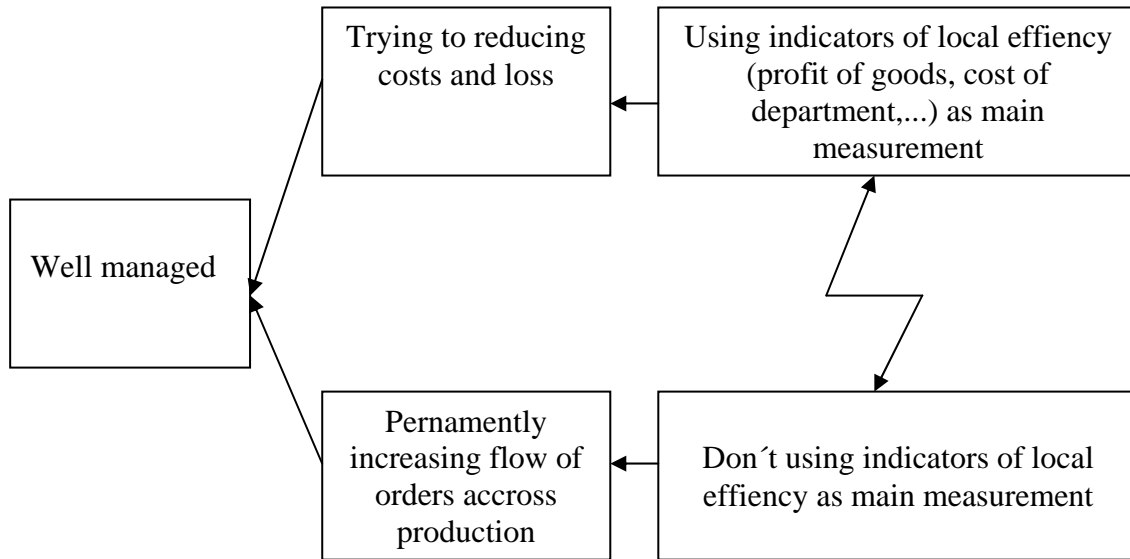 Trying to reducing
costs and loss
Using indicators of local effiency
(profit of goods, cost of
department,...) as main
measurement
Well managed
Pernamently
increasing flow of
orders accross
production
Don´t using indicators of local
effiency as main measurement